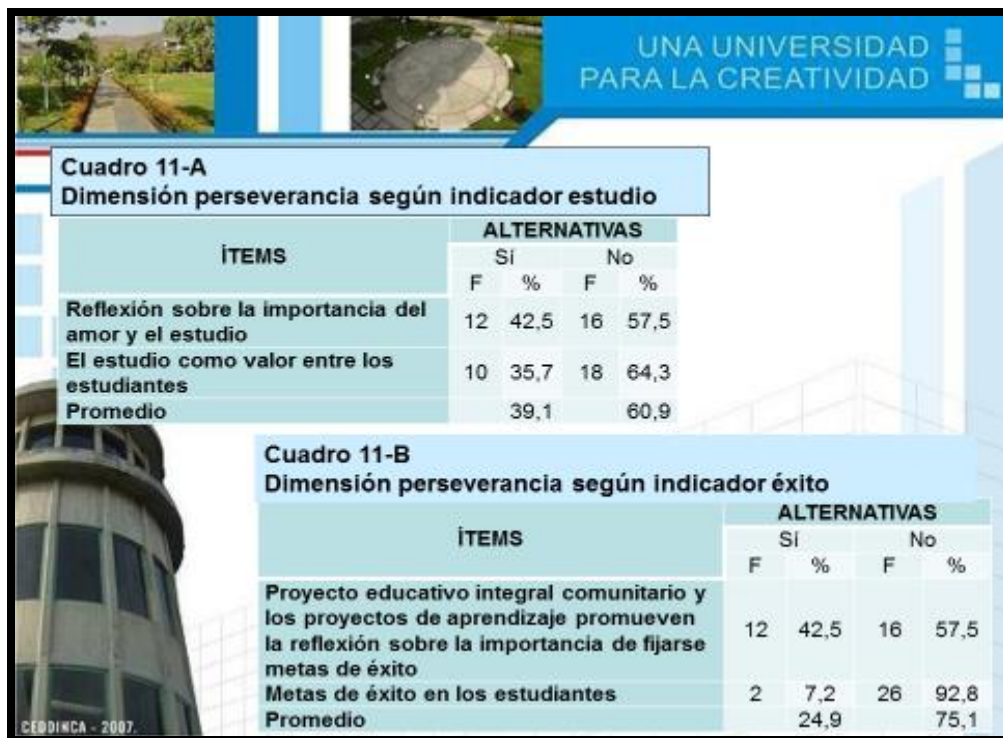 UNA UNIVERSIDAD
PARA LA CREATIVIDAD
Cuadro 11-A
Dimensión perseverancia según indicador estudio
ÍTEMS
ALTERNATIVAS
Sí No
F % F %
Reflexión sobre la importancia del
amor y el estudio
12 42,5 16 57,5
El estudio como valor entre los
estudiantes
10 35,7 18 64,3
Promedio 39,1 60,9
Cuadro 11-B
Dimensión perseverancia según indicador éxito
ÍTEMS
ALTERNATIVAS
Sí No
F % F %
Proyecto educativo integral comunitario y
los proyectos de aprendizaje promueven
la reflexión sobre la importancia de fijarse
metas de éxito
12 42,5 16 57,5
Metas de éxito en los estudiantes 2 7,2 26 92,8
Promedio 24,9 75,1
CEDDINCA - 2007.